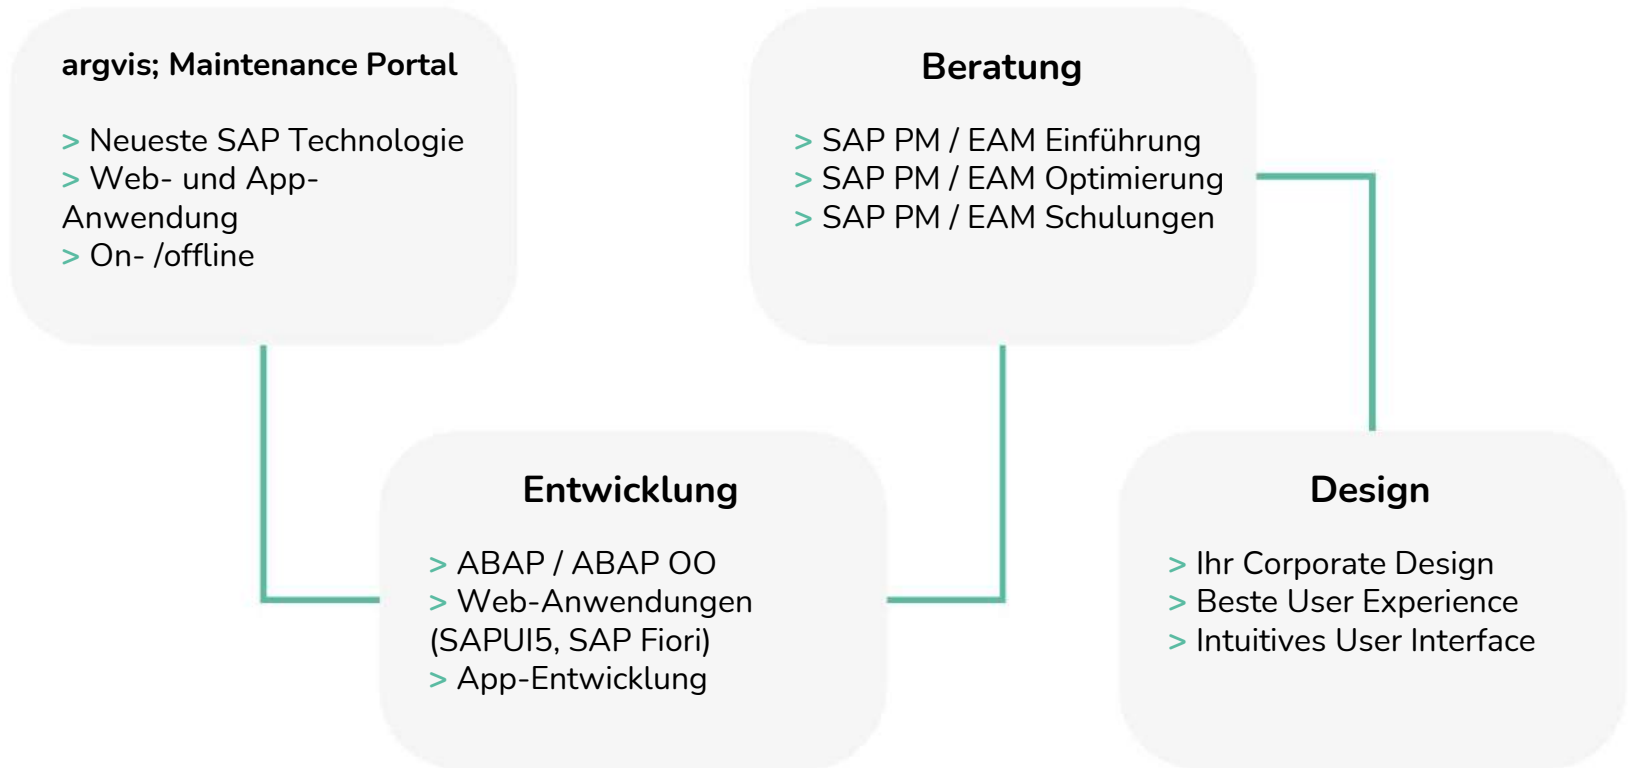 argvis; Maintenance Portal
> Neueste SAP Technologie
> Web- und App-
Anwendung
> On- /offline
Beratung
> SAP PM / EAM Einführung
> SAP PM / EAM Optimierung
> SAP PM / EAM Schulungen
Entwicklung
> ABAP / ABAP OO
> Web-Anwendungen
(SAPUI5, SAP Fiori)
> App-Entwicklung
Design
> Ihr Corporate Design
> Beste User Experience
> Intuitives User Interface